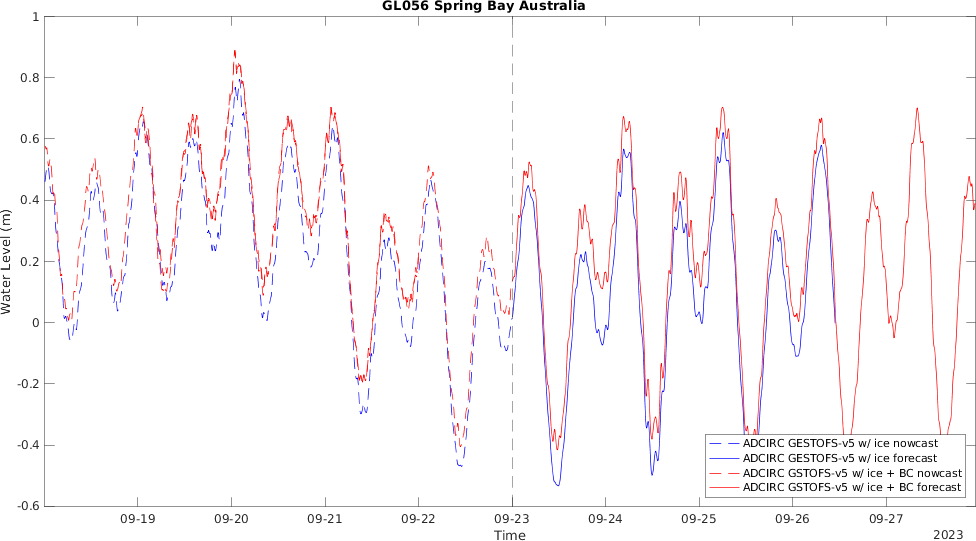 GL056 Spring Bay Australia
1
0.8
0.6
0.4
0.2
0
-0.2
-0.4
-0.6
Water Level (m)
09-19 09-20 09-21 09-22 09-23 09-24 09-25 09-26 09-27
Time
2023
ADCIRC GESTOFS-v5 w/ ice nowcast
ADCIRC GESTOFS-v5 w/ ice forecast
ADCIRC GSTOFS-v5 w/ ice + BC nowcast
ADCIRC GSTOFS-v5 w/ ice + BC forecast